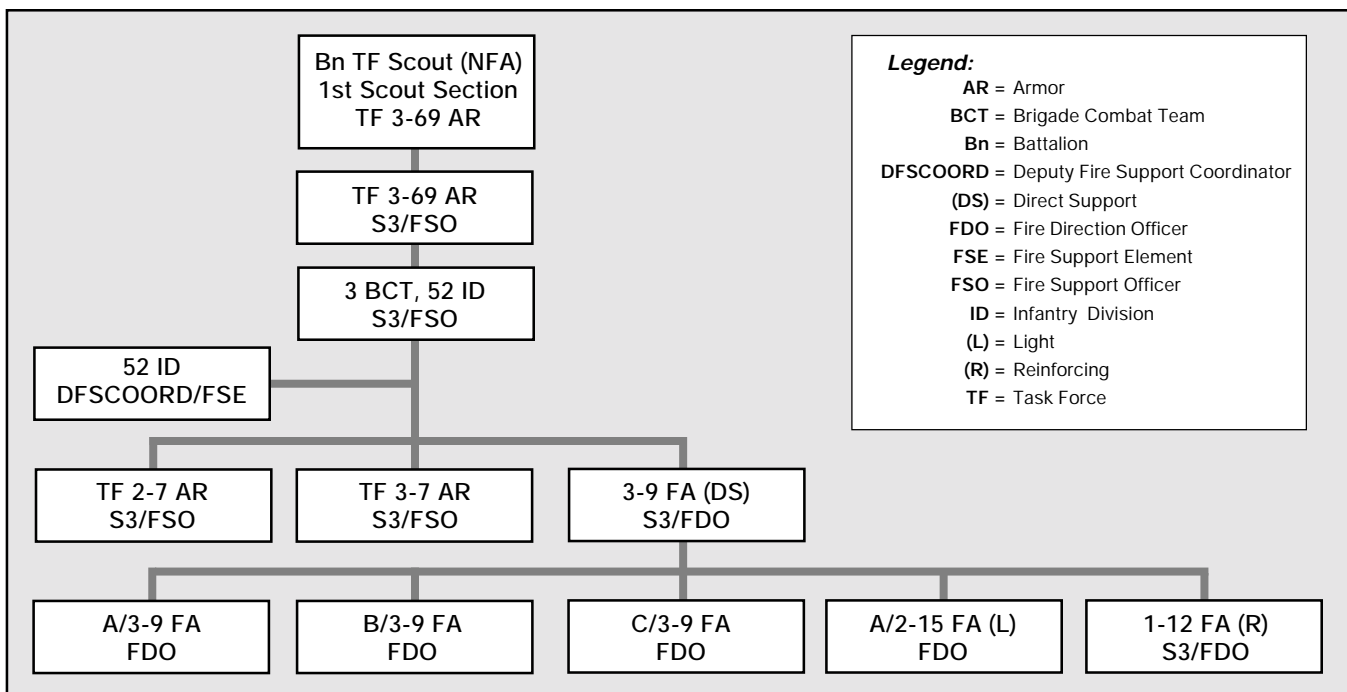 Bn TF Scout (NFA)
1st Scout Section
TF 3-69 AR
TF 3-69 AR
S3/FSO
3 BCT, 52 ID
S3/FSO
52 ID
DFSCOORD/FSE
TF 2-7 AR
S3/FSO
TF 3-7 AR
S3/FSO
3-9 FA (DS)
S3/FDO
A/3-9 FA
FDO
B/3-9 FA
FDO
C/3-9 FA
FDO
A/2-15 FA (L)
FDO
1-12 FA (R)
S3/FDO
Legend:
AR = Armor
BCT = Brigade Combat Team
Bn = Battalion
DFSCOORD = Deputy Fire Support Coordinator
(DS) = Direct Support
FDO = Fire Direction Officer
FSE = Fire Support Element
FSO = Fire Support Officer
ID = Infantry Division
(L) = Light
(R) = Reinforcing
TF = Task Force